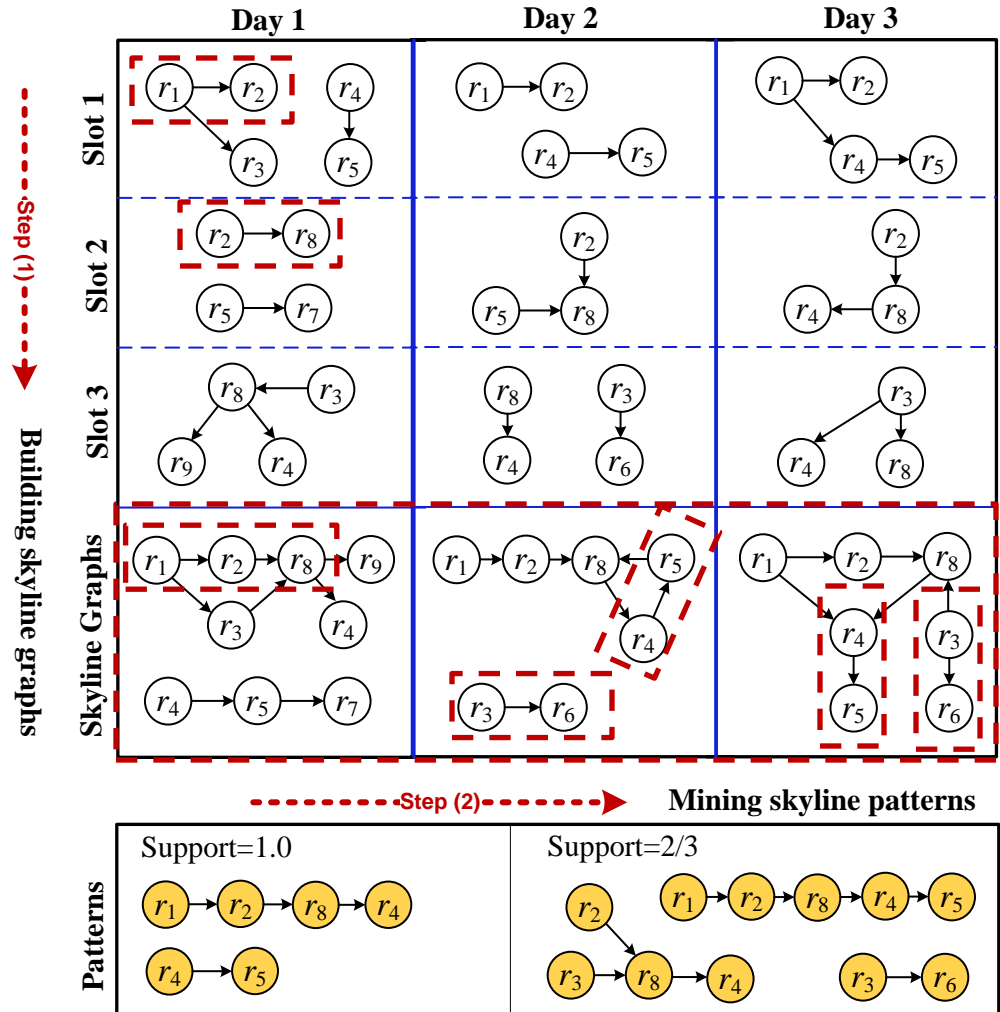 Day 1 Day 2 Day 3
Slot 1
r1 r2 r4
r3 r5
r1 r2
r4 r5
r1 r2
r4 r5
Step (1)
Slot 2
r2 r8
r5 r7
r2
r5 r8
r2
r4 r8
Slot 3
r8 r3
r9 r4
r8 r3
r4 r6
r3
r4 r8
Building skyline graphs
Skyline Graphs
r1 r2 r8 r9
r3 r4
r4 r5 r7
r1 r2 r8 r5
r4
r3 r6
r1 r2 r8
r4 r3
r5 r6
Step (2)
Mining skyline patterns
Patterns
Support=1.0
r1 r2 r8 r4
r4 r5
Support=2/3
r1 r2 r8 r4 r5
r2
r3 r8 r4
r3 r6